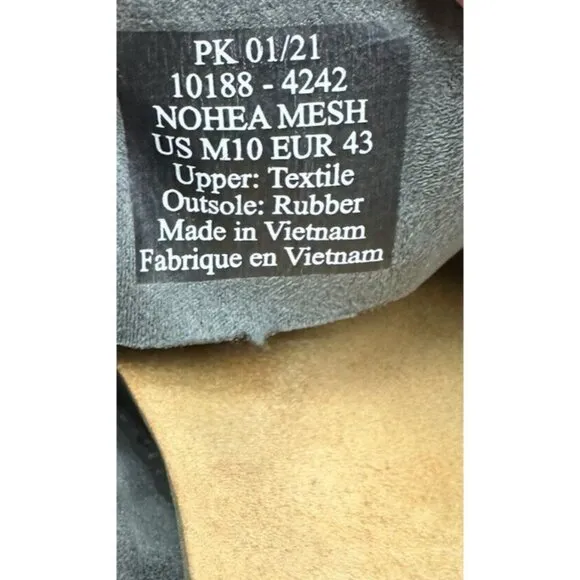 PK 01/21
10188 - 4242
NOHEA MESH
US M10 EUR 43
Upper: Textile
Outsole: Rubber
Made in Vietnam
Fabrique en Vietnam